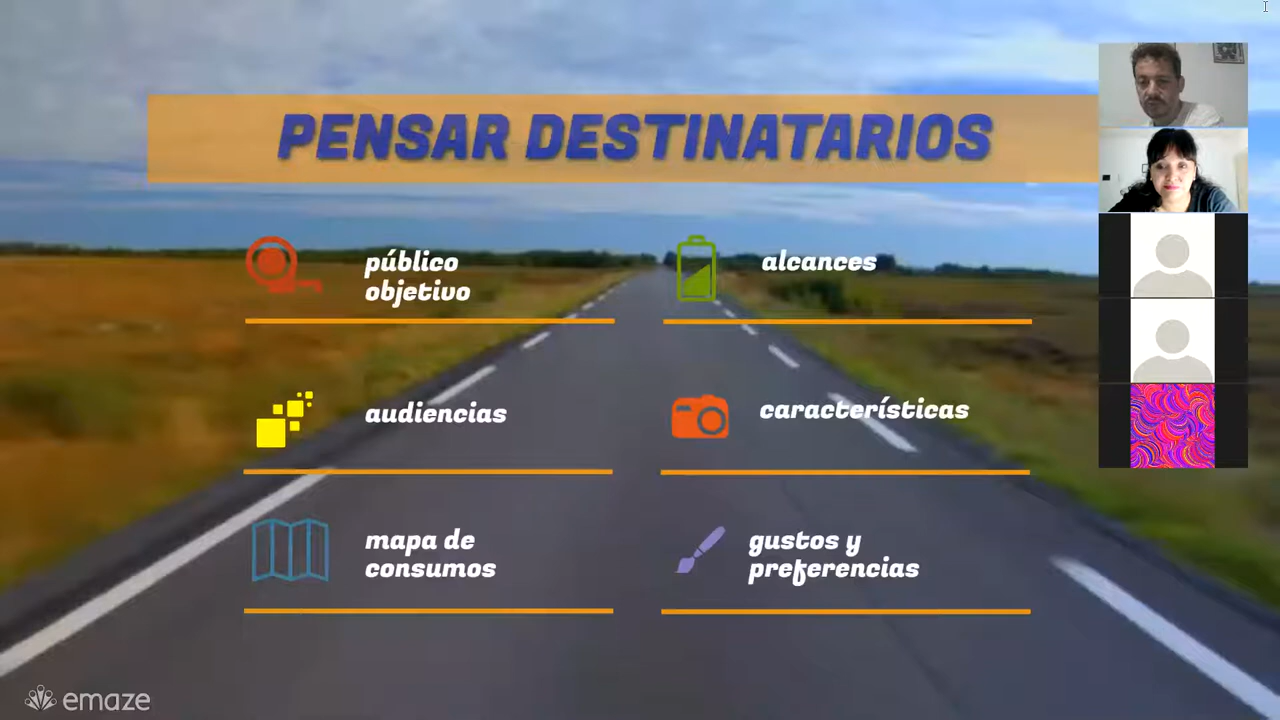 PENSAR DESTINATARIOS
público
objetivo
alcances
audiencias
características
mapa de
consumos
gustos y
preferencias
emaze